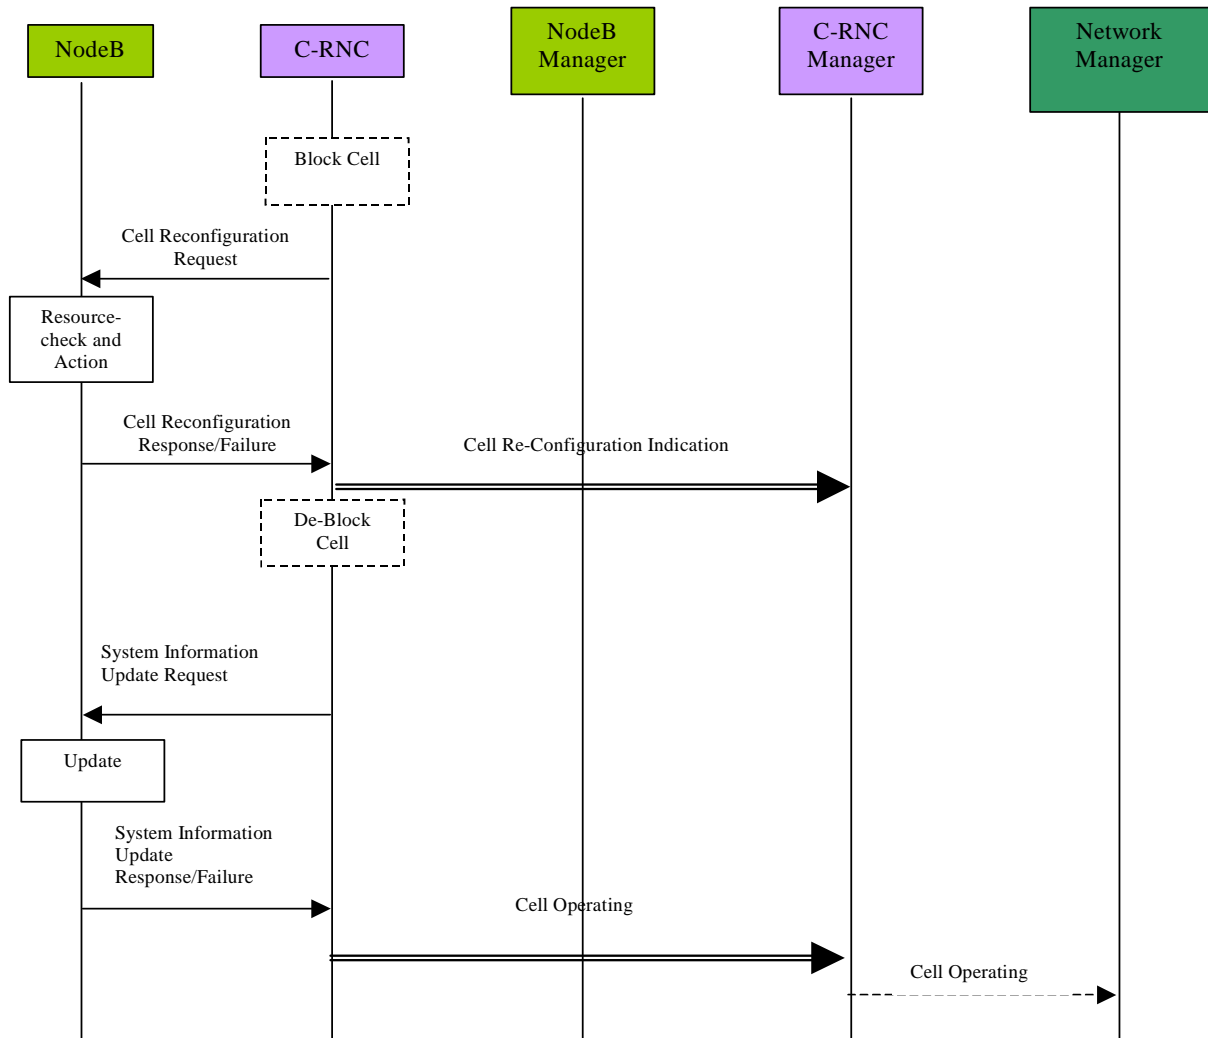 NodeB
C-RNC
NodeB
Manager
C-RNC
Manager
Network
Manager
Block Cell
Cell Reconfiguration
Request
Resource-
check and
Action
Cell Reconfiguration
Response/Failure
Cell Re-Configuration Indication
De-Block
Cell
System Information
Update Request
Update
System Information
Update
Response/Failure
Cell Operating
Cell Operating